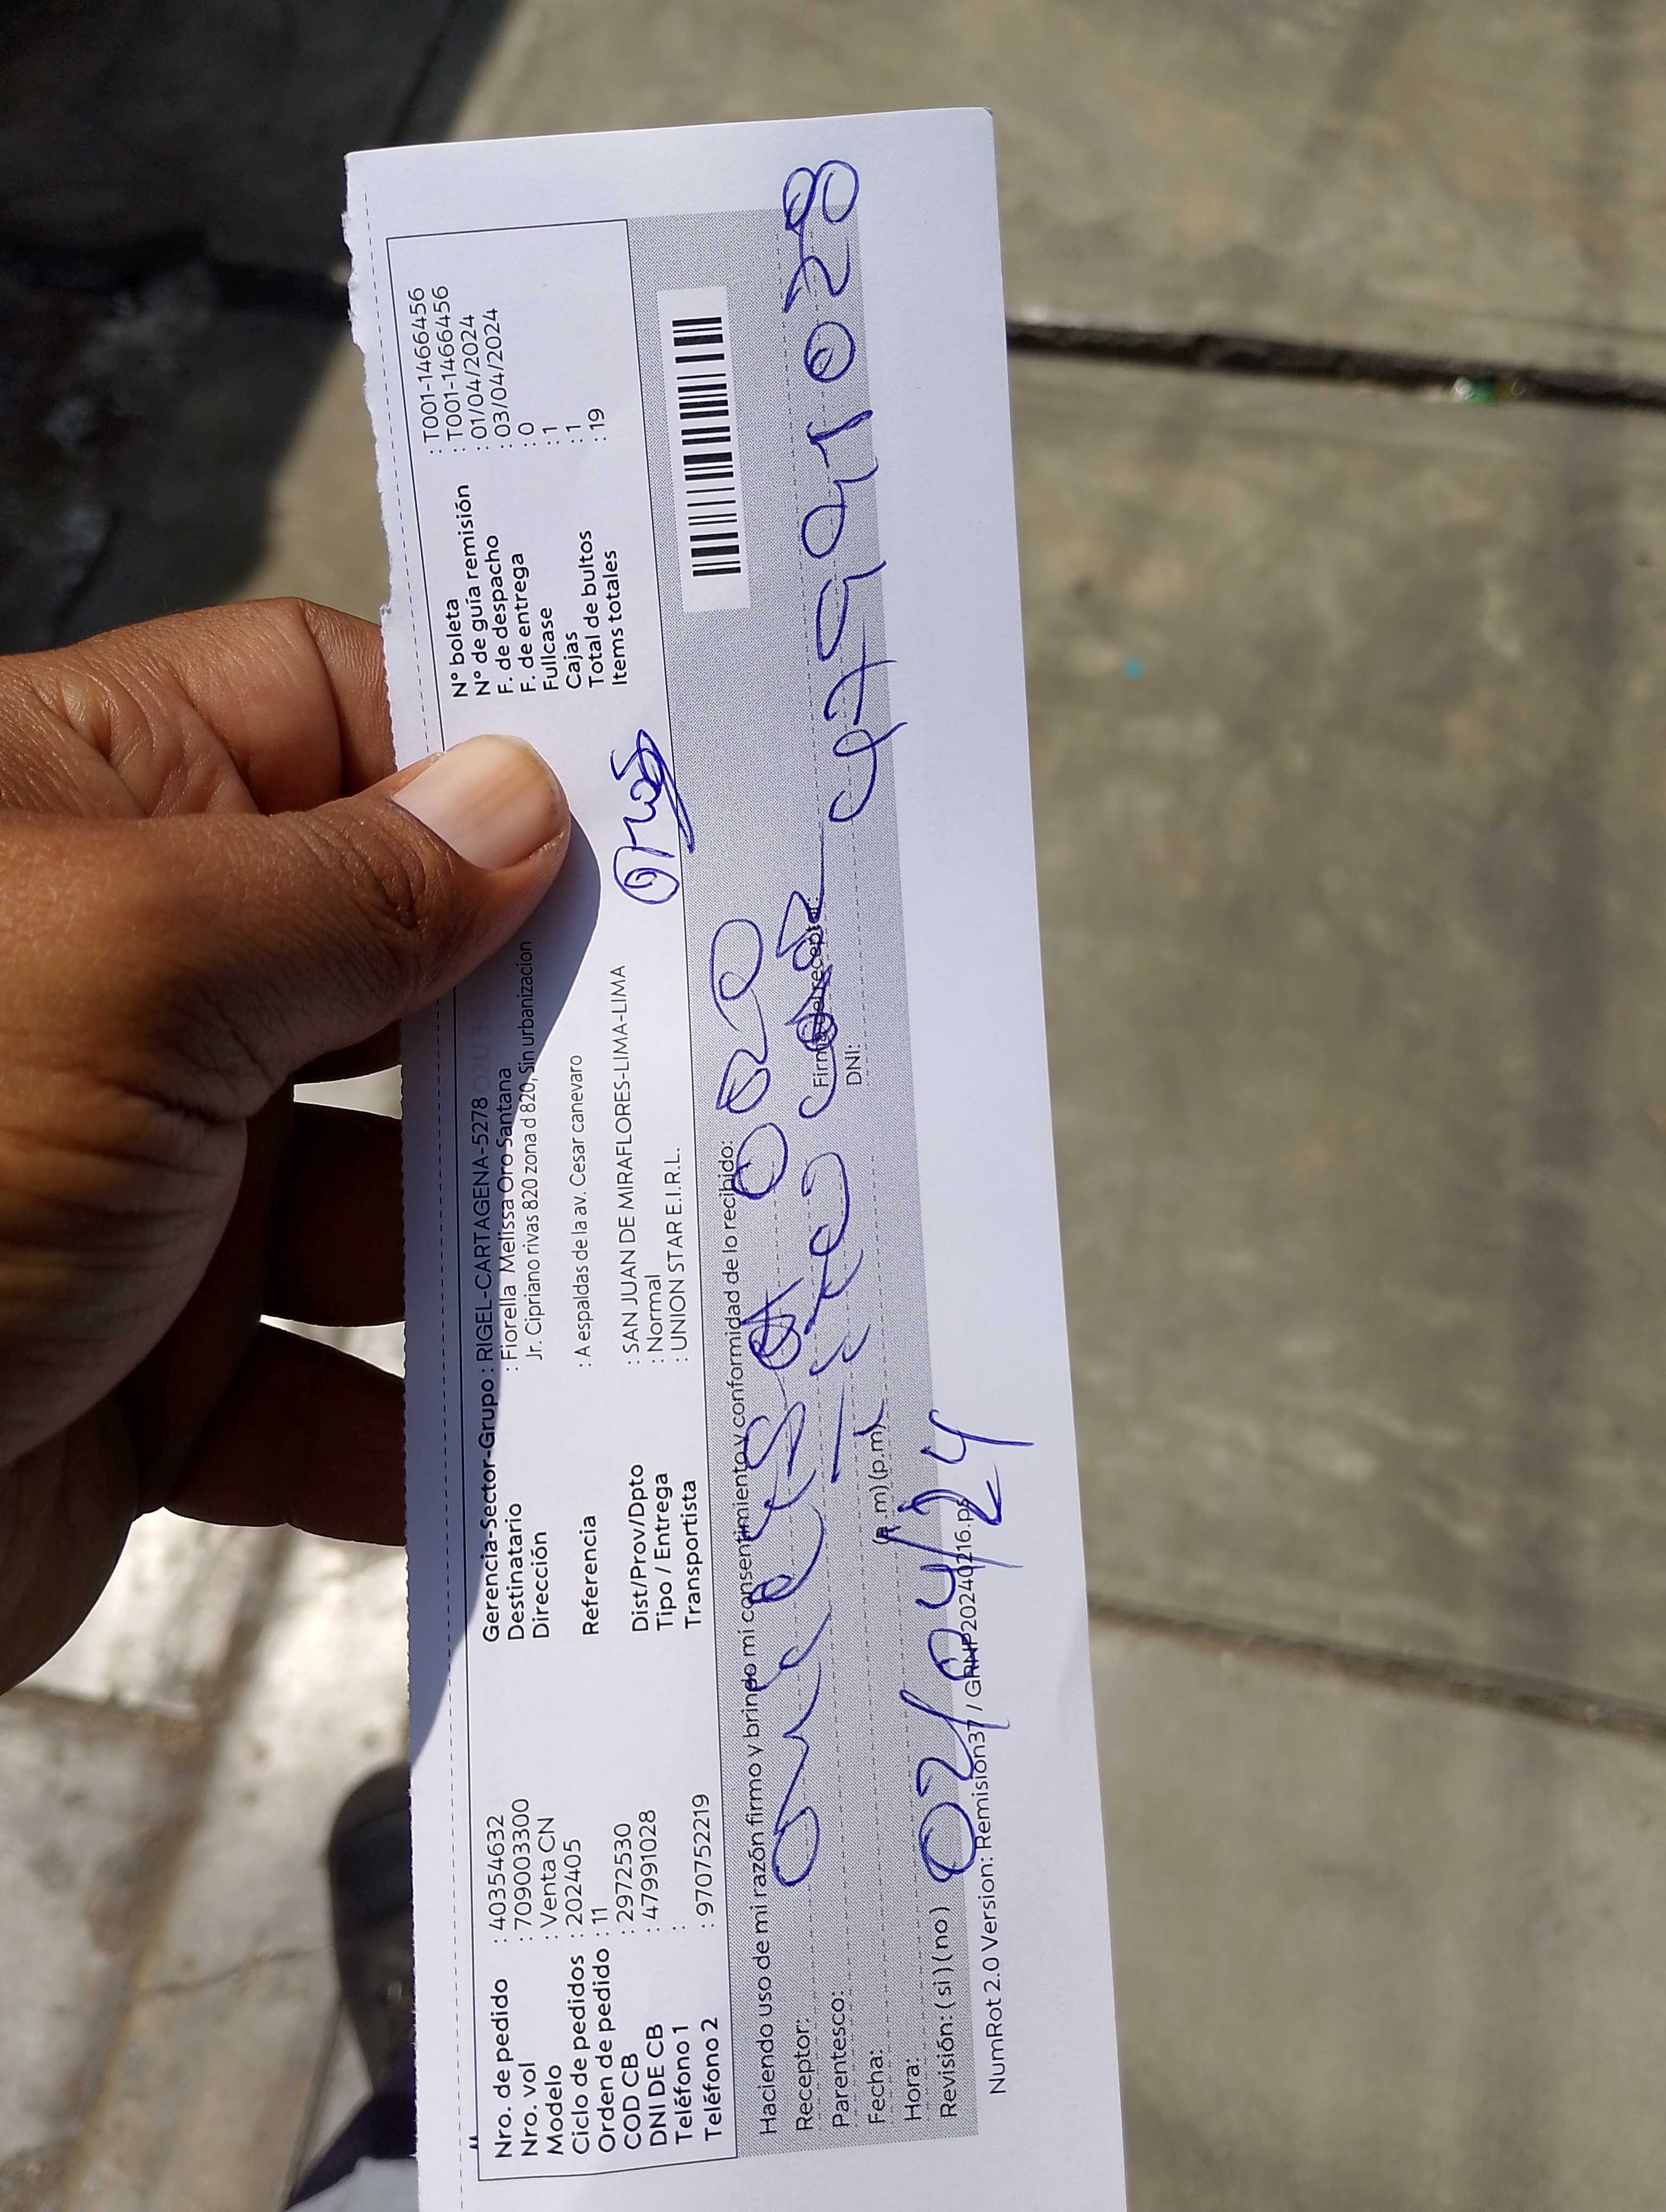 Nro. de pedido : 40354632
Nro. vol : 709003300
Modelo : Venta CN
Ciclo de pedidos : 202405
Orden de pedido : 11
COD CB : 29725530
DNI DE CB : 47991028
Teléfono 1 :
Teléfono 2 : 970752219
Gerencia-Sector-Grupo : RIGEL-CARTAGENA-5278
Destinatario : Fiorella Melissa Oro Santana
Dirección Jr. Cipriano rivas 820 zona d 820, Sin urbanizacion
Referencia : A espaldas de la av. Cesar canevaro
Dist/Prov/Dpto : SAN JUAN DE MIRAFLORES-LIMA-LIMA
Tipo / Entrega : Normal
Transportista : UNION STAR E.I.R.L.
N° boleta : T001-1466456
N° de guía remisión : T001-1466456
F. de despacho : 01/04/2024
F. de entrega : 03/04/2024
Fullcase : 0
Cajas : 1
Total de bultos : 1
Items totales : 19
Haciendo uso de mi razón firmo y brindo mi consentimiento y conformidad de lo recibido:
Receptor:
Parentesco:
Fecha:
Hora: (a.m) (p.m)
Revisión: ( si ) ( no )
02/04/24
Firma del receptor:
DNI:
47991028
NumRot 2.0 Version: Remision37 / GRNP20240216.ps